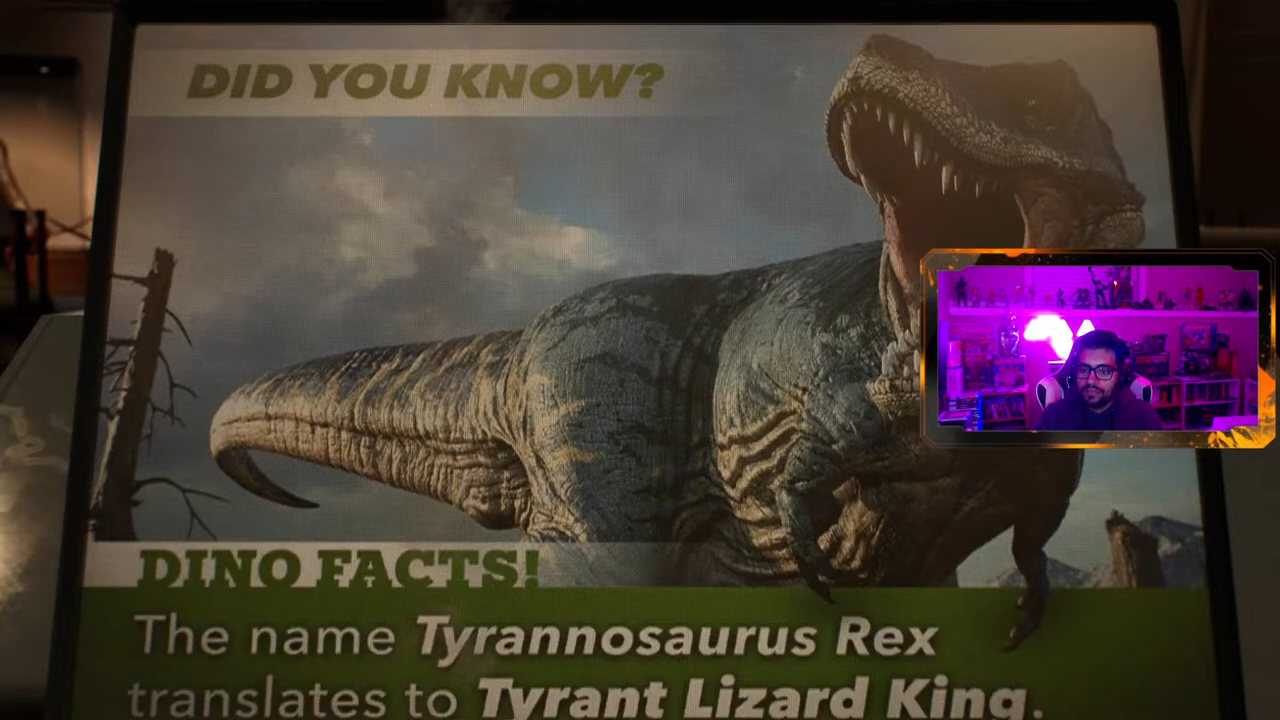 DID YOU KNOW?
DINO FACTS!
The name Tyrannosaurus Rex
translates to Tyrant Lizard King.